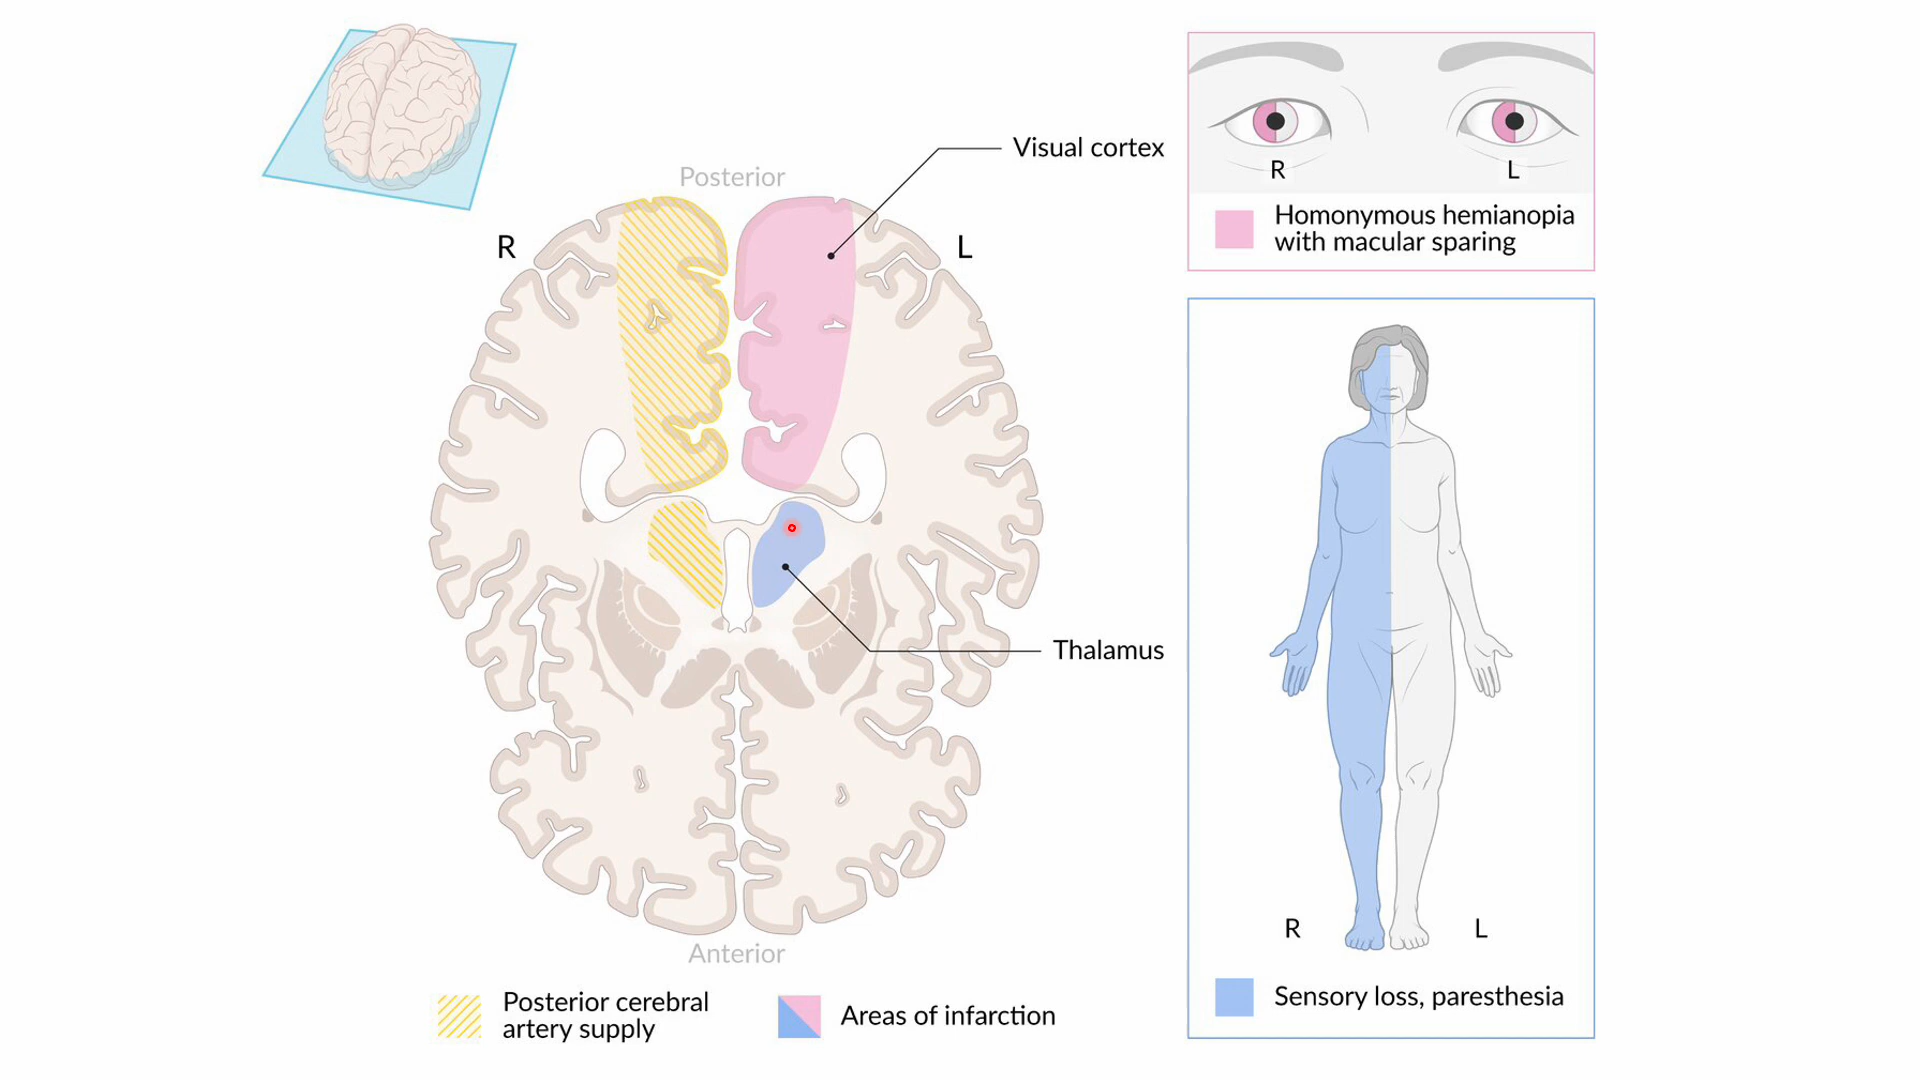 Posterior
R
L
Visual cortex
Thalamus
Anterior
Posterior cerebral
artery supply
Areas of infarction
R
L
Homonymous hemianopia
with macular sparing
R
L
Sensory loss, paresthesia